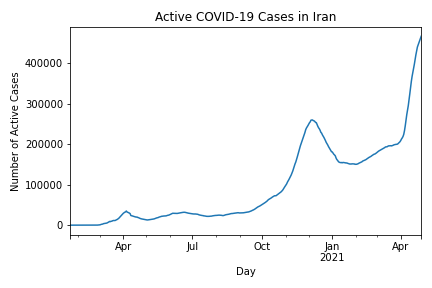 Active COVID-19 Cases in Iran
Number of Active Cases
400000
300000
200000
100000
0
Apr Jul Oct Jan Apr
2021
Day